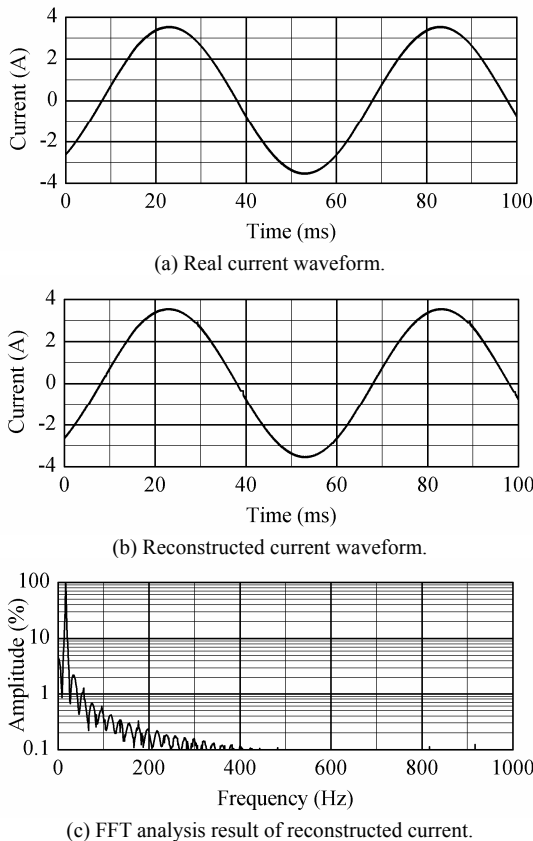 4
2
0
-2
-4
Current (A)
0 20 40 60 80 100
Time (ms)
(a) Real current waveform.
4
2
0
-2
-4
Current (A)
0 20 40 60 80 100
Time (ms)
(b) Reconstructed current waveform.
100
10
1
0.1
Amplitude (%)
0 200 400 600 800 1000
Frequency (Hz)
(c) FFT analysis result of reconstructed current.